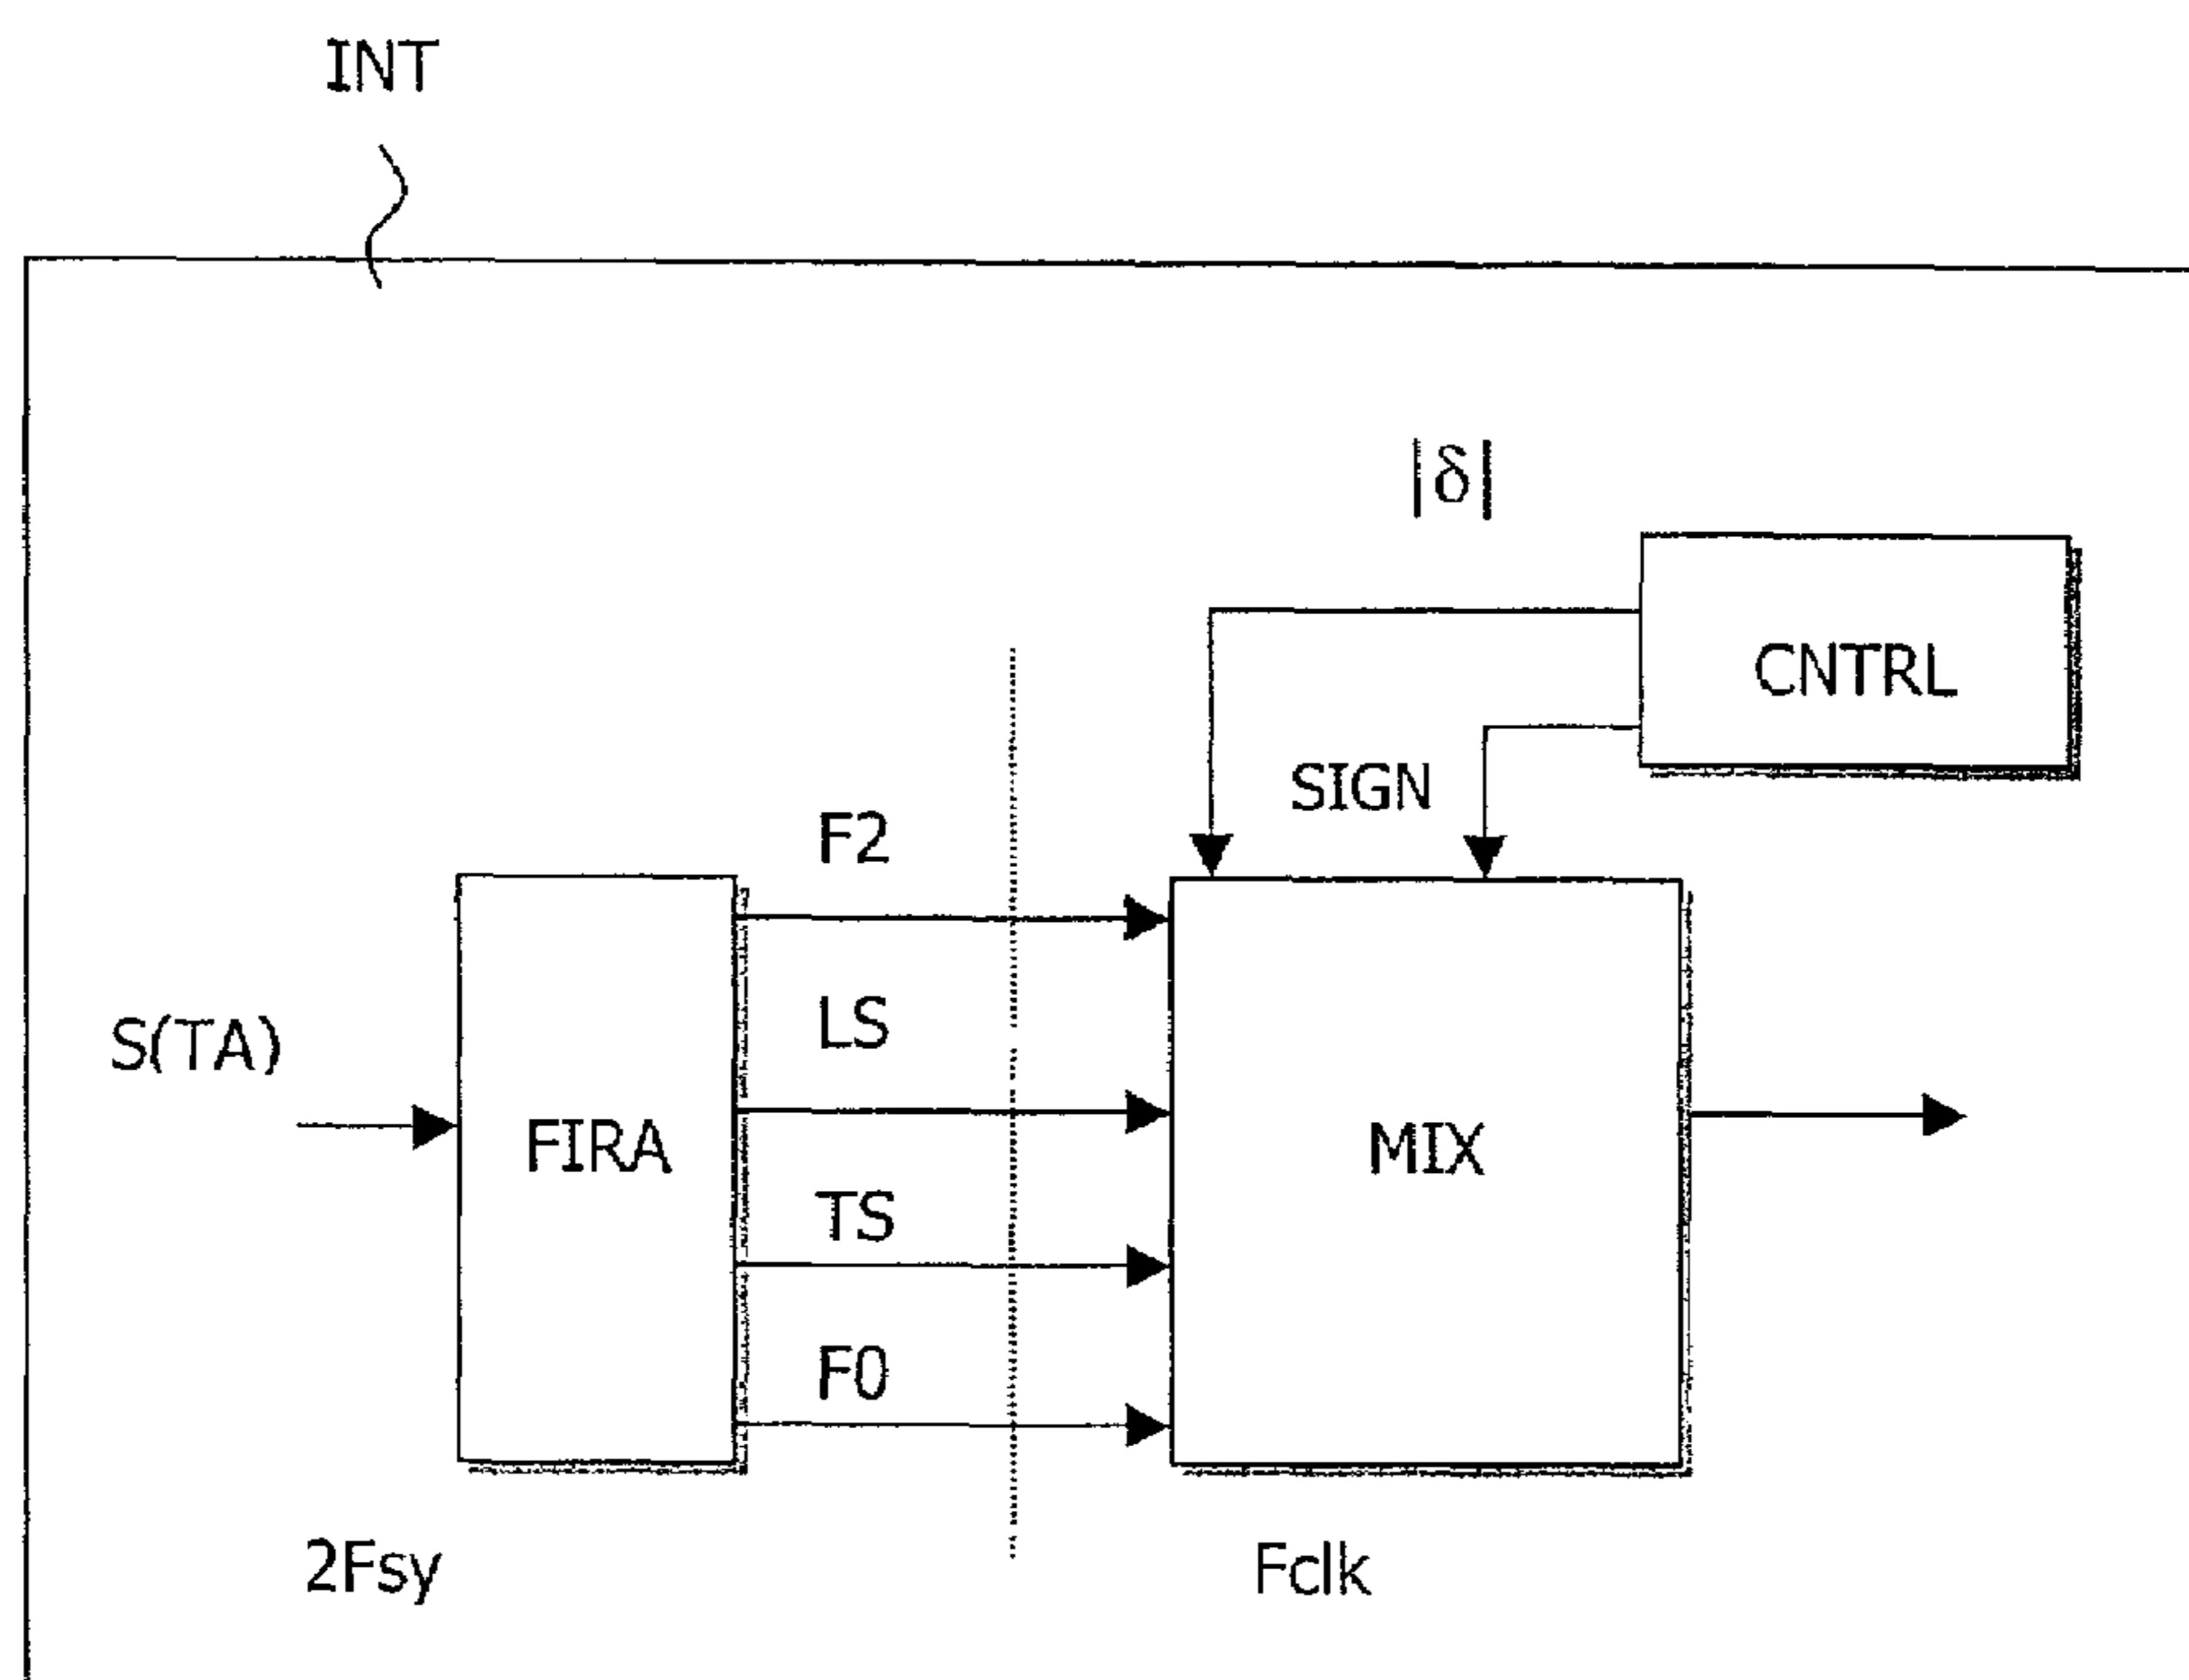 INT
|δ|
CNTRL
SIGN
F2
LS
S(TA)
FIRA
MIX
TS
F0
2Fsy
Fclk